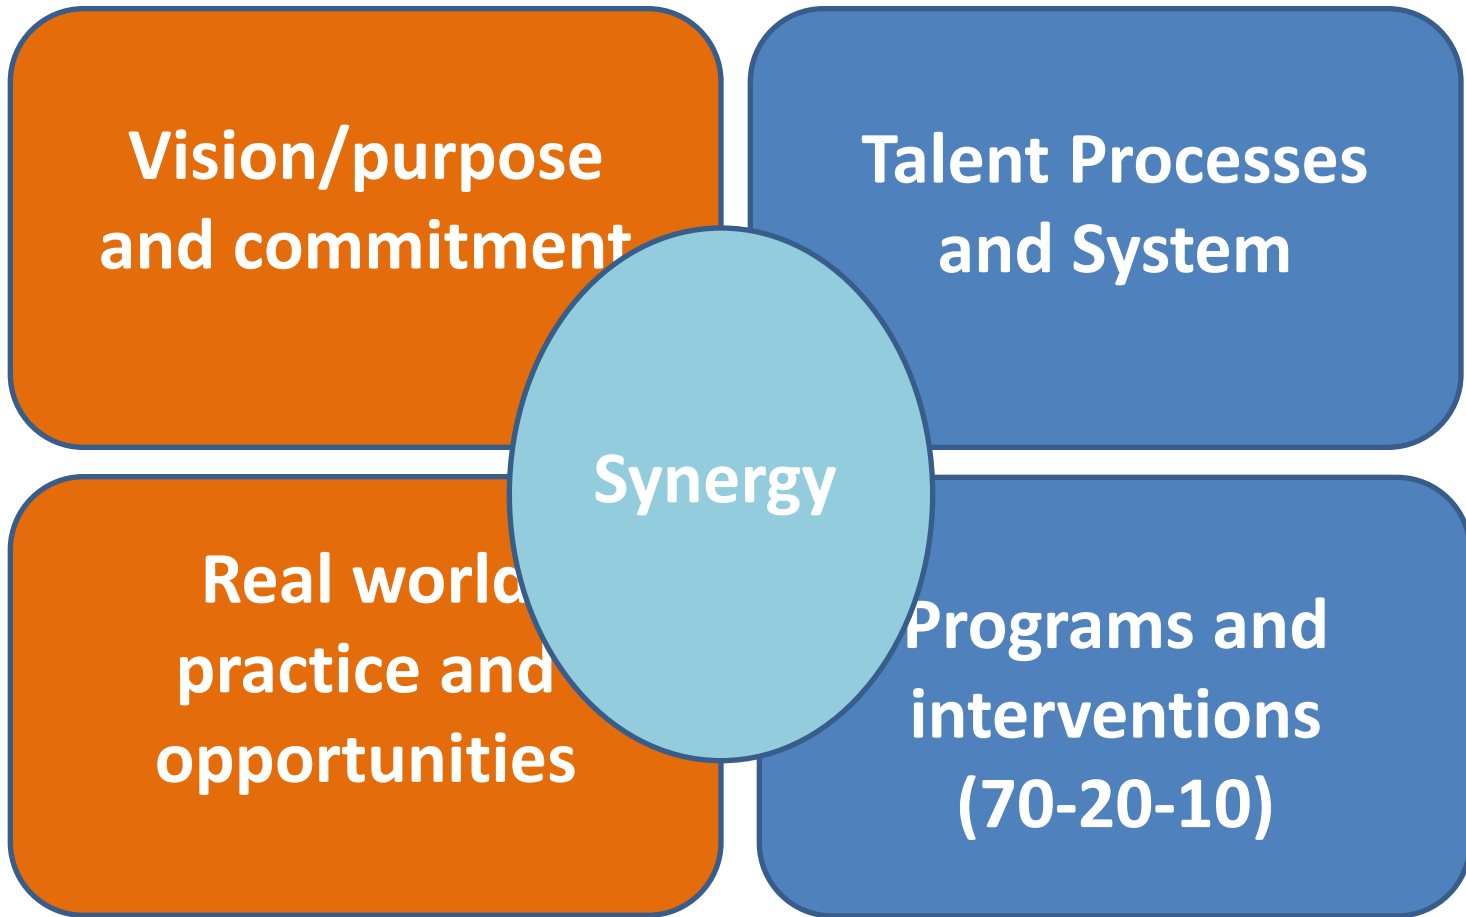 Vision/purpose
and commitment
Talent Processes
and System
Synergy
Real world
practice and
opportunities
Programs and
interventions
(70-20-10)